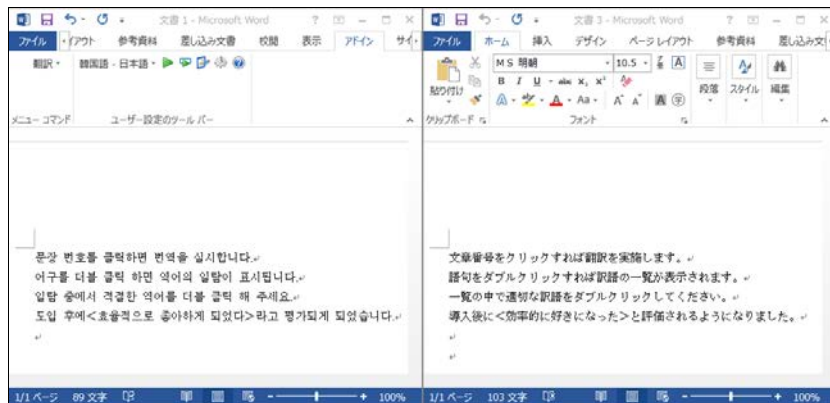 文書 1 - Microsoft Word
ファイル
アウト
参考資料
差し込み文書
校閲
表示
アドイン
サイ
翻訳
韓国語 - 日本語
メニュー コマンド
ユーザー設定のツール バー
문장 번호를 클릭하면 번역을 실시합니다.
어구를 더블 클릭 하면 역어의 일람이 표시됩니다.
일람 중에서 적절한 역어를 더블 클릭 해 주세요.
도입 후에<효율적으로 좋아하게 되었다>라고 평가되게 되었습니다.
1/1 ページ 89 文字
100%
文書 3 - Microsoft Word
ファイル
ホーム
挿入
デザイン
ページ レイアウト
参考資料
差し込み文
貼り付け
MS 明朝
10.5
A
B I U abc x₂ x²
A A Aa A A A 字
段落
スタイル
編集
クリップボード
フォント
文章番号をクリックすれば翻訳を実施します。
語句をダブルクリックすれば訳語の一覧が表示されます。
一覧の中で適切な訳語をダブルクリックしてください。
導入後に<効率的に好きになった>と評価されるようになりました。
1/1 ページ 103 文字
100%